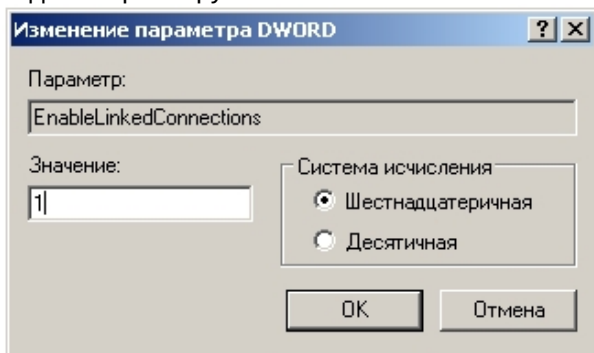 Изменение параметра DWORD
Параметр:
EnableLinkedConnections
Значение:
1
Система исчисления
Шестнадцатеричная
Десятичная
OK
Отмена